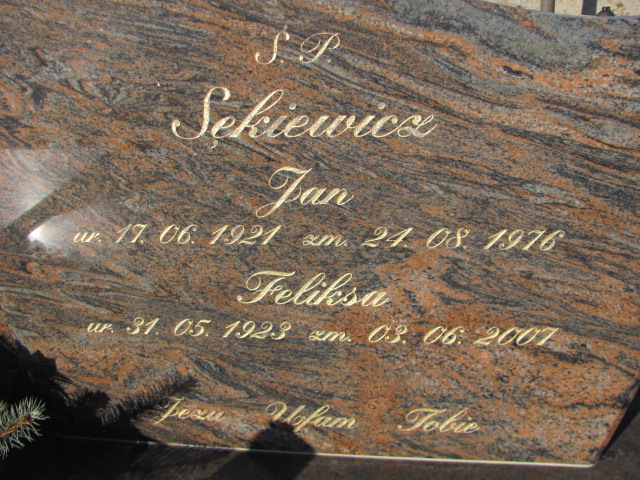 S. P.
Sękiewicz
Jan
ur. 17. 06. 1921 zm. 24. 08. 1976
Feliksa
ur. 31. 05. 1923 zm. 03. 06. 2007
Jezu Ufam Tobie